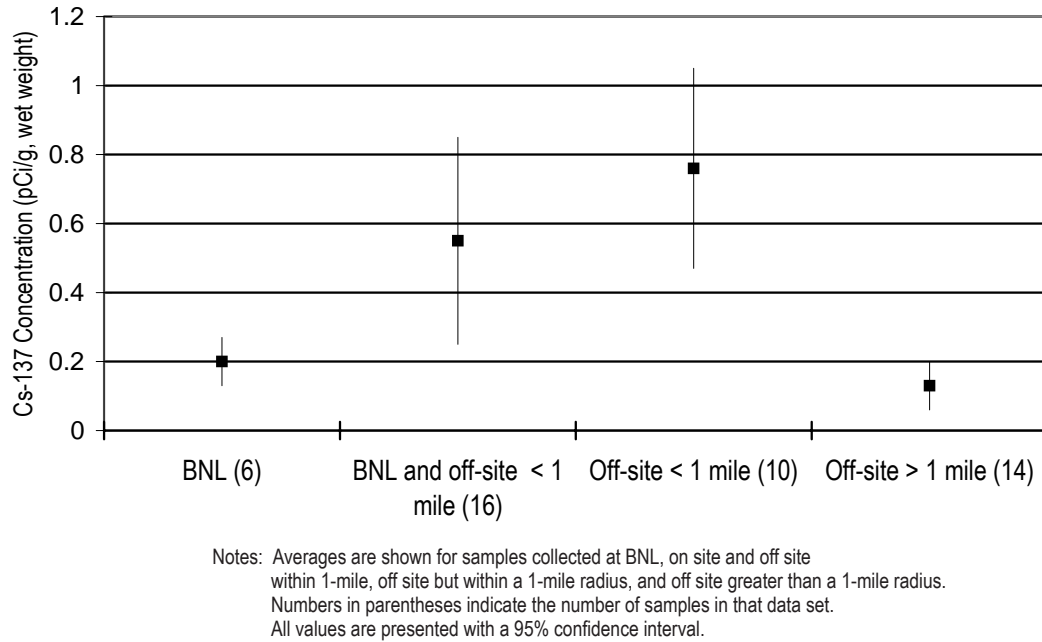 1.2
1
0.8
0.6
0.4
0.2
0
Cs-137 Concentration (pCi/g, wet weight)
BNL (6)
BNL and off-site < 1
mile (16)
Off-site < 1 mile (10)
Off-site > 1 mile (14)
Notes: Averages are shown for samples collected at BNL, on site and off site
within 1-mile, off site but within a 1-mile radius, and off site greater than a 1-mile radius.
Numbers in parentheses indicate the number of samples in that data set.
All values are presented with a 95% confidence interval.